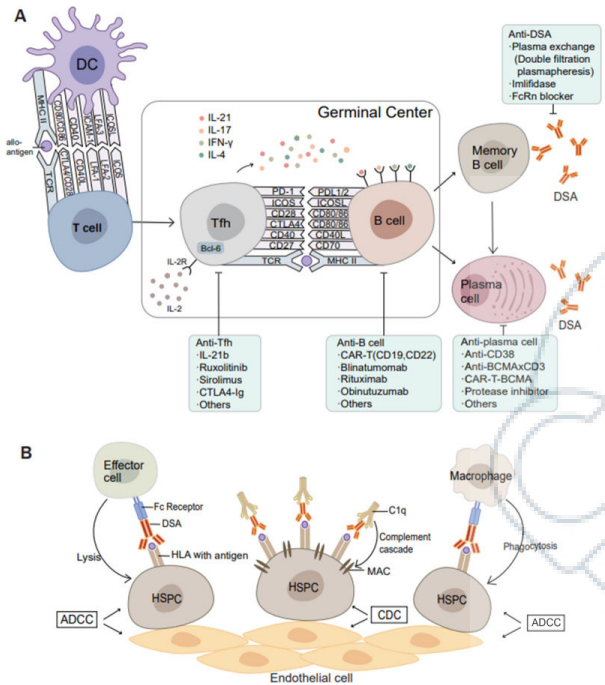 A
DC
MHC II
CD80/CD86
CD40
ICAM-1
LFA-3
ICOSL
allo-
antigen
TCR
CTLA4/CD28
CD40L
LFA-1
LFA-2
ICOS
T cell
IL-21
IL-17
IFN-γ
IL-4
Germinal Center
Tfh
Bcl-6
IL-2R
IL-2
PD-1 PDL1/2
ICOS ICOSL
CD28 CD80/86
CTLA4 CD80/86
CD40 CD40L
CD27 CD70
TCR MHC II
B cell
Anti-DSA
·Plasma exchange
(Double filtration
plasmapheresis)
·Imlifidase
·FcRn blocker
Memory
B cell
DSA
Plasma
cell
DSA
Anti-Tfh
·IL-21b
·Ruxolitinib
·Sirolimus
·CTLA4-Ig
·Others
Anti-B cell
·CAR-T(CD19,CD22)
·Blinatumomab
·Rituximab
·Obinutuzumab
·Others
Anti-plasma cell
·Anti-CD38
·Anti-BCMAxCD3
·CAR-T-BCMA
·Protease inhibitor
·Others
B
Effector
cell
Fc Receptor
DSA
HLA with antigen
Lysis
HSPC
ADCC
C1q
Complement
cascade
MAC
HSPC
CDC
Macrophage
Phagocytosis
HSPC
ADCC
Endothelial cell